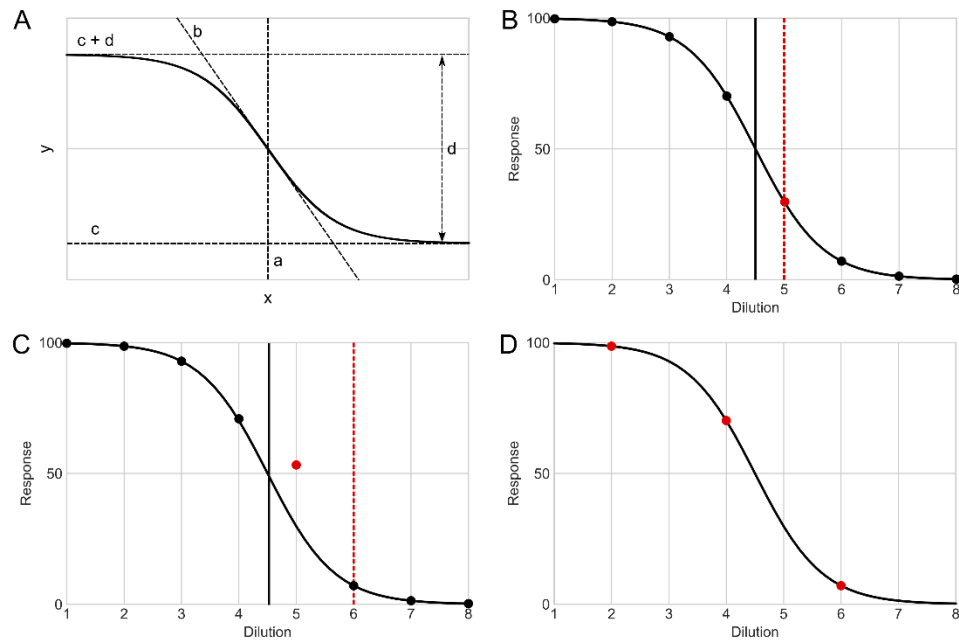 A
c + d
b
y
d
c
a
x
B
100
50
0
Response
1 2 3 4 5 6 7 8
Dilution
C
100
50
0
Response
1 2 3 4 5 6 7 8
Dilution
D
100
50
0
Response
1 2 3 4 5 6 7 8
Dilution